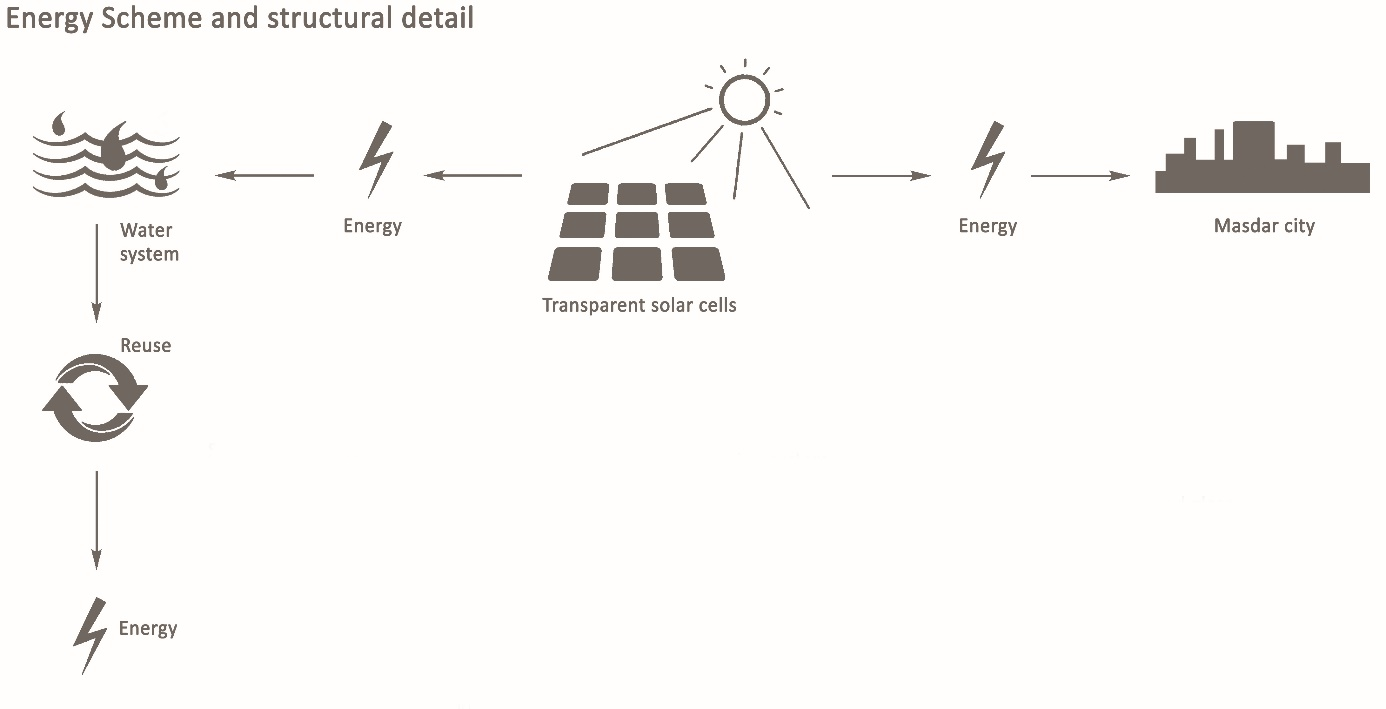 Energy Scheme and structural detail
Water
system
Energy
Transparent solar cells
Energy
Masdar city
Reuse
Energy